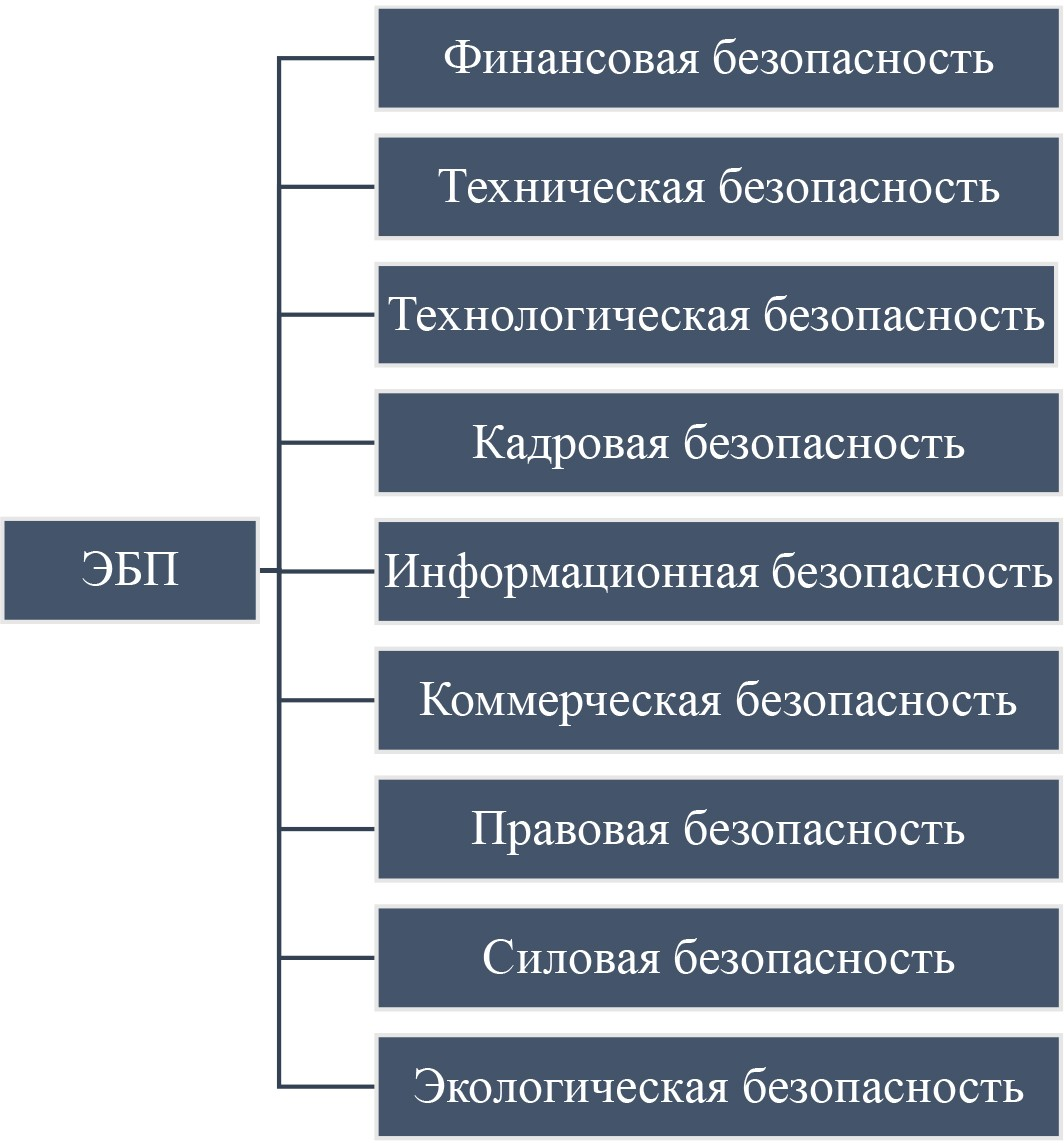 Финансовая безопасность
Техническая безопасность
Технологическая безопасность
Кадровая безопасность
ЭБП
Информационная безопасность
Коммерческая безопасность
Правовая безопасность
Силовая безопасность
Экологическая безопасность